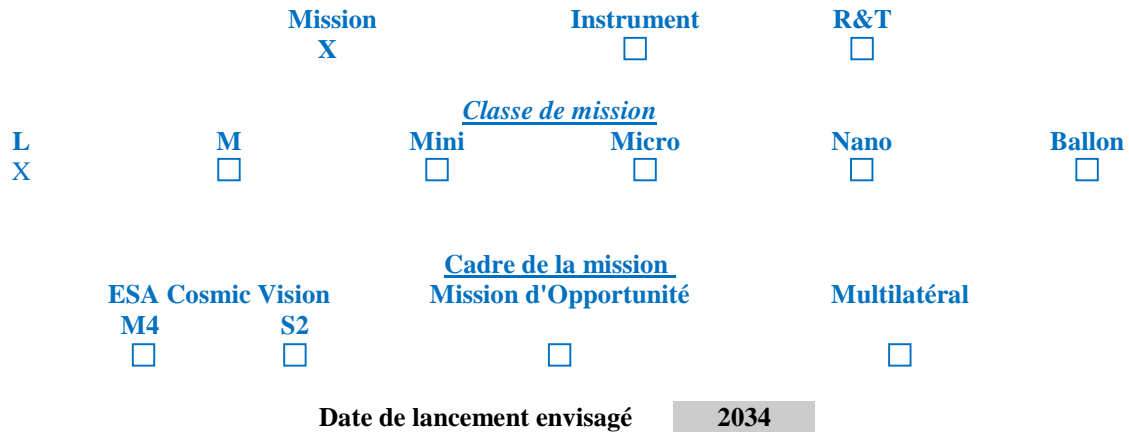 Mission Instrument R&T
X ☐ ☐
Classe de mission
L M Mini Micro Nano Ballon
X ☐ ☐ ☐ ☐ ☐
Cadre de la mission
ESA Cosmic Vision Mission d'Opportunité Multilatéral
M4 S2
☐ ☐ ☐ ☐
Date de lancement envisagé 2034